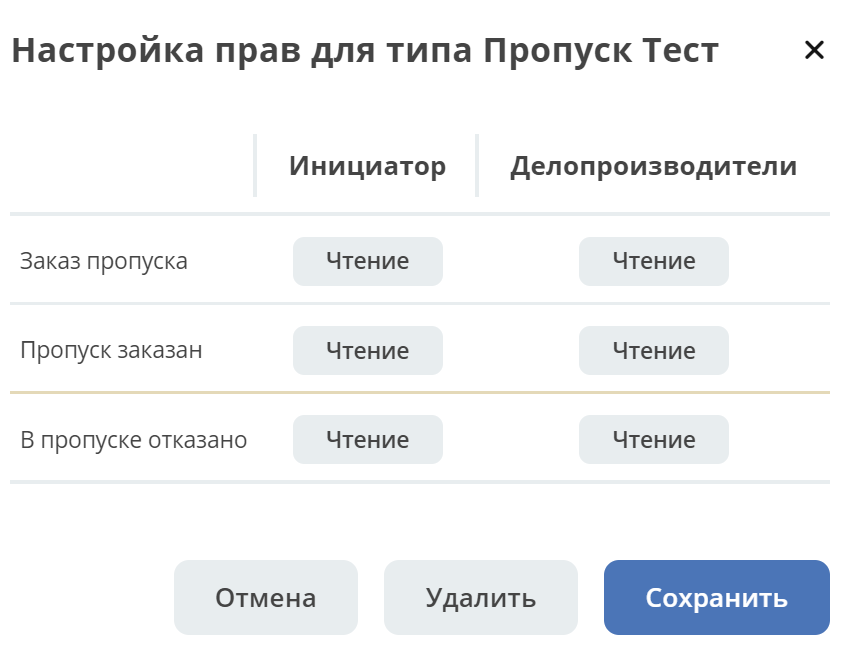 Настройка прав для типа Пропуск Тест
Инициатор Делопроизводители
Заказ пропуска Чтение Чтение
Пропуск заказан Чтение Чтение
В пропуске отказано Чтение Чтение
Отмена Удалить Сохранить